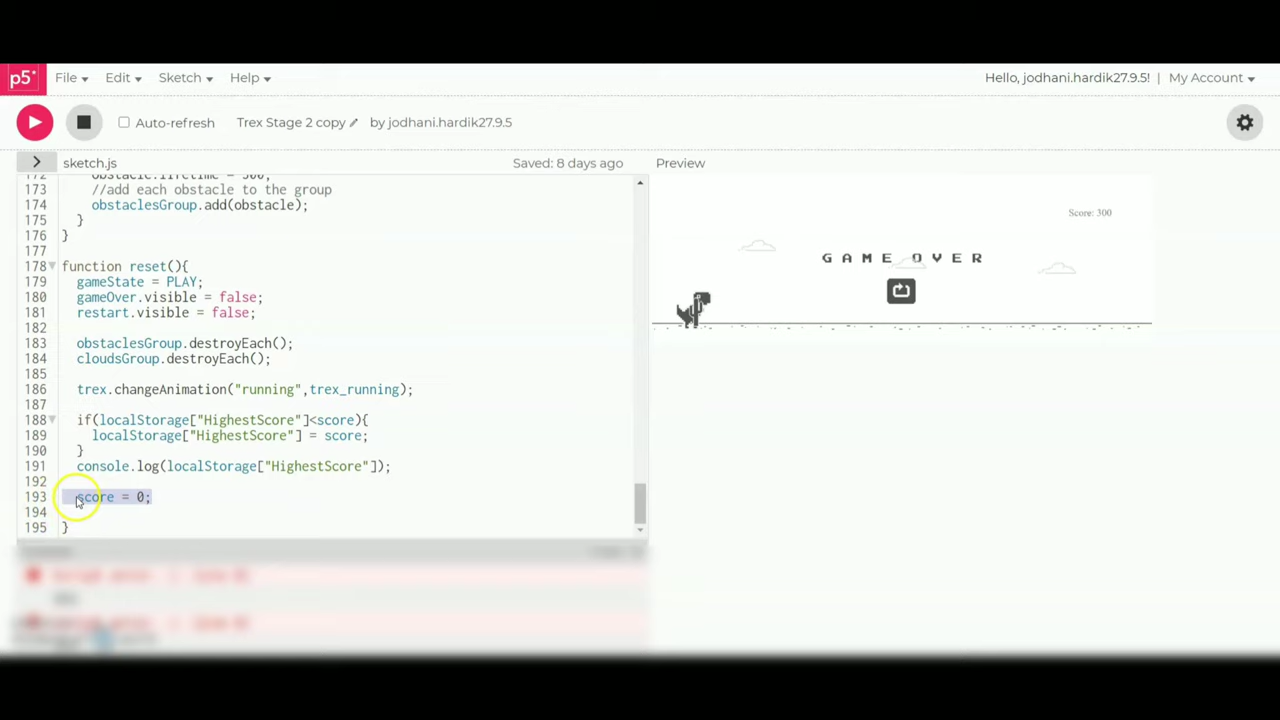 p5* File Edit Sketch Help Hello, jodhani.hardik27.9.5! | My Account
Auto-refresh Trex Stage 2 copy by jodhani.hardik27.9.5
> sketch.js Saved: 8 days ago Preview
172 obstacle.lifetime = 300;
173 //add each obstacle to the group
174 obstaclesGroup.add(obstacle);
175 }
176 }
177
178 function reset(){
179 gameState = PLAY;
180 gameOver.visible = false;
181 restart.visible = false;
182
183 obstaclesGroup.destroyEach();
184 cloudsGroup.destroyEach();
185
186 trex.changeAnimation("running",trex_running);
187
188 if(localStorage["HighestScore"]<score){
189 localStorage["HighestScore"] = score;
190 }
191 console.log(localStorage["HighestScore"]);
192
193 score = 0;
194
195 }
Score: 300
GAME OVER